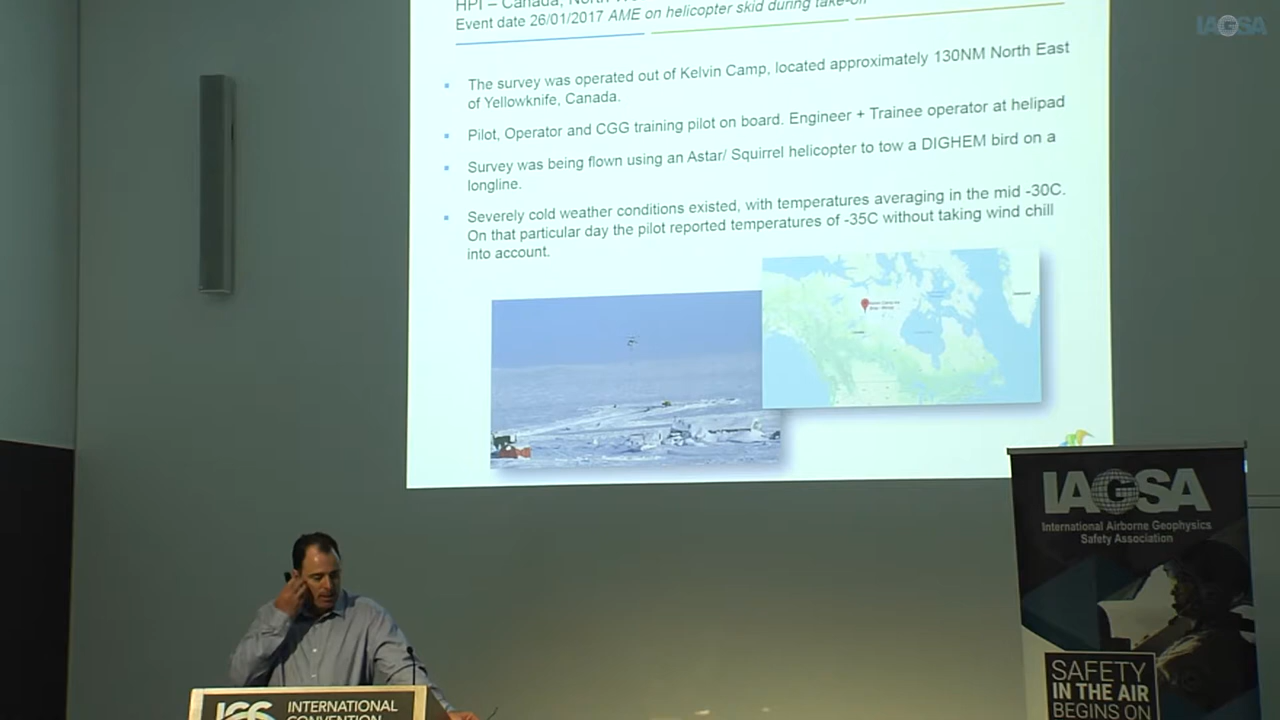 HPI – Canada, North
Event date 26/01/2017 AME on helicopter skid during take-off
IAGSA
The survey was operated out of Kelvin Camp, located approximately 130NM North East
of Yellowknife, Canada.
Pilot, Operator and CGG training pilot on board. Engineer + Trainee operator at helipad
Survey was being flown using an Astar/ Squirrel helicopter to tow a DIGHEM bird on a
longline.
Severely cold weather conditions existed, with temperatures averaging in the mid -30C.
On that particular day the pilot reported temperatures of -35C without taking wind chill
into account.
IAGSA
International Airborne Geophysics
Safety Association
SAFETY
IN THE AIR
BEGINS ON
INTERNATIONAL
CONVENTION